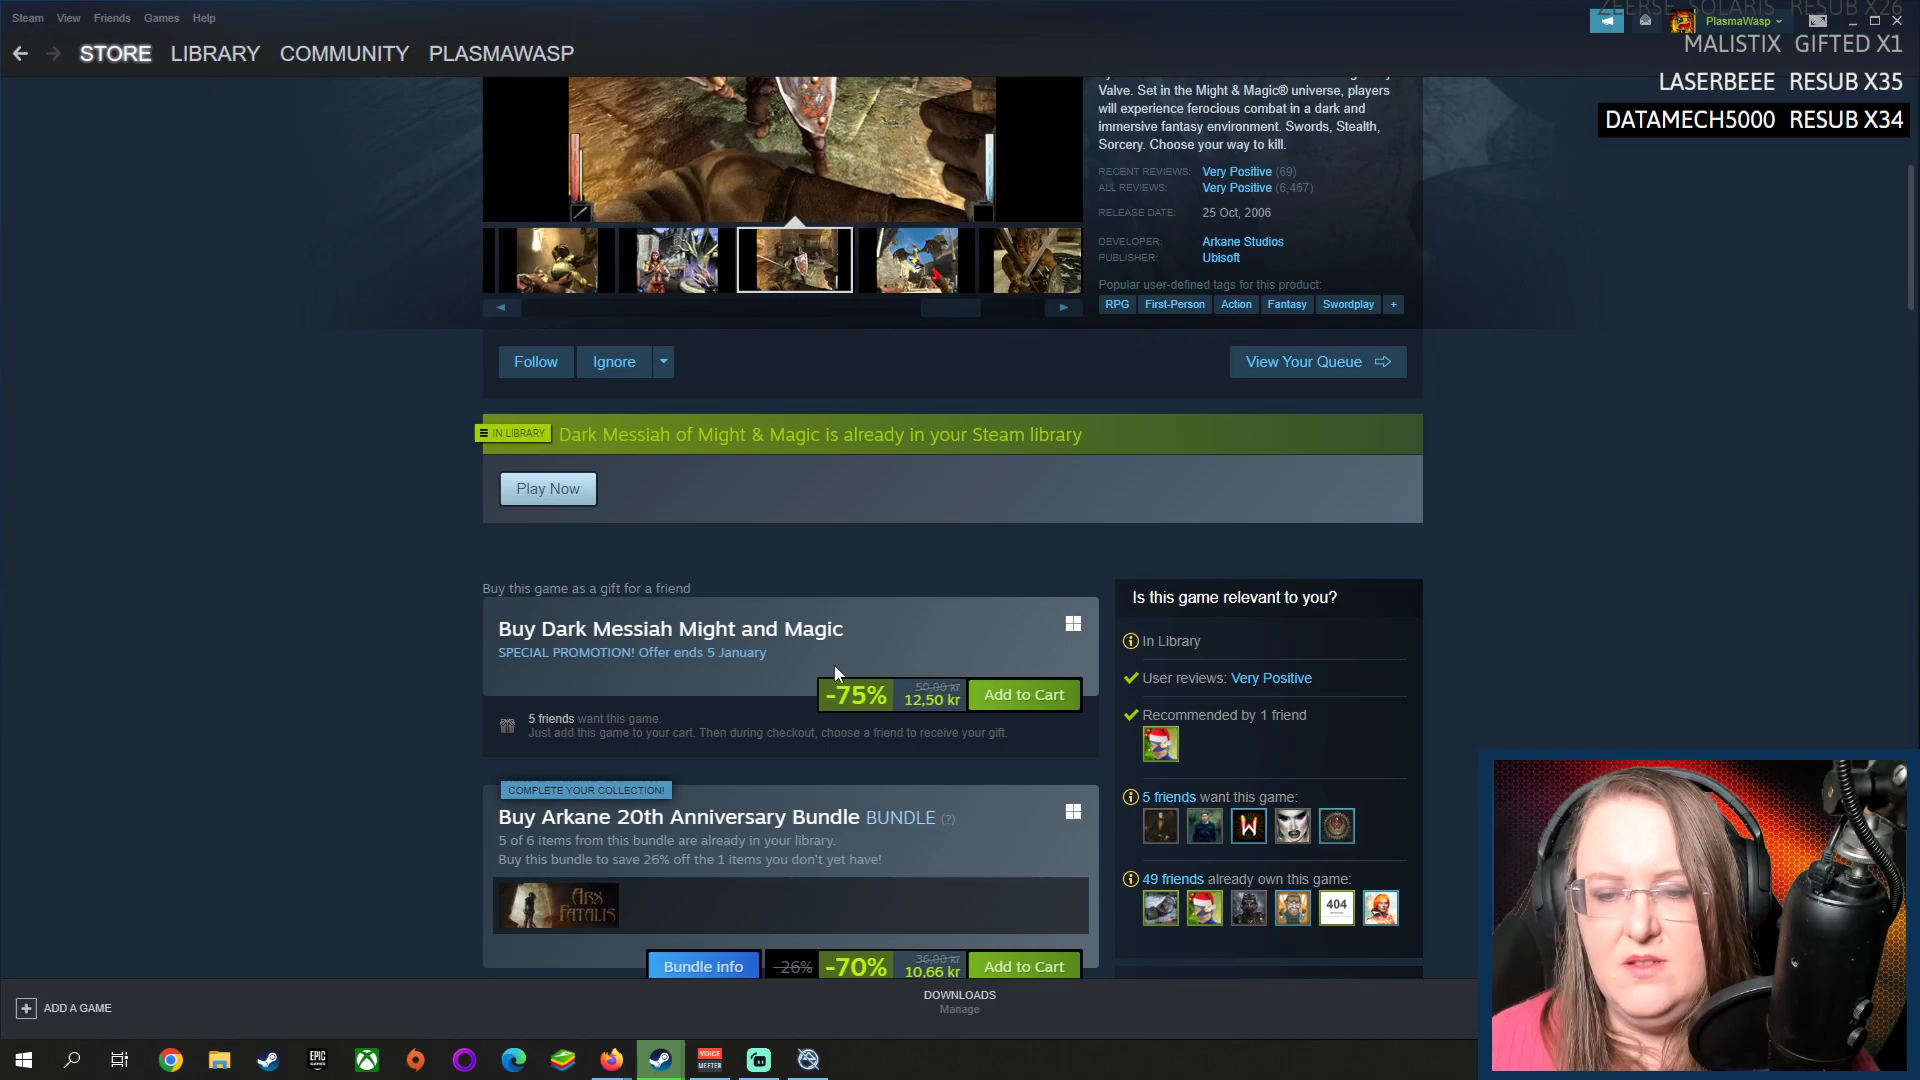 Steam View Friends Games Help
PlasmaWasp
ZEERSE_SOLARIS RESUB X26
MALISTIX GIFTED X1
LASERBEEE RESUB X35
DATAMECH5000 RESUB X34
STORE LIBRARY COMMUNITY PLASMAWASP
Valve. Set in the Might & Magic® universe, players
will experience ferocious combat in a dark and
immersive fantasy environment. Swords, Stealth,
Sorcery. Choose your way to kill.
RECENT REVIEWS: Very Positive (69)
ALL REVIEWS: Very Positive (6,467)
RELEASE DATE: 25 Oct, 2006
DEVELOPER: Arkane Studios
PUBLISHER: Ubisoft
Popular user-defined tags for this product:
RPG First-Person Action Fantasy Swordplay +
Follow Ignore
View Your Queue
IN LIBRARY
Dark Messiah of Might & Magic is already in your Steam library
Play Now
Buy this game as a gift for a friend
Buy Dark Messiah Might and Magic
SPECIAL PROMOTION! Offer ends 5 January
-75% 50,00 kr 12,50 kr Add to Cart
5 friends want this game.
Just add this game to your cart. Then during checkout, choose a friend to receive your gift.
COMPLETE YOUR COLLECTION!
Buy Arkane 20th Anniversary Bundle BUNDLE (?)
5 of 6 items from this bundle are already in your library.
Buy this bundle to save 26% off the 1 items you don't yet have!
ARX FATALIS
Bundle info -26% -70% 36,00 kr 10,66 kr Add to Cart
Is this game relevant to you?
In Library
User reviews: Very Positive
Recommended by 1 friend
5 friends want this game:
49 friends already own this game:
404
ADD A GAME
DOWNLOADS
Manage
EPIC GAMES
VOICE MEETER